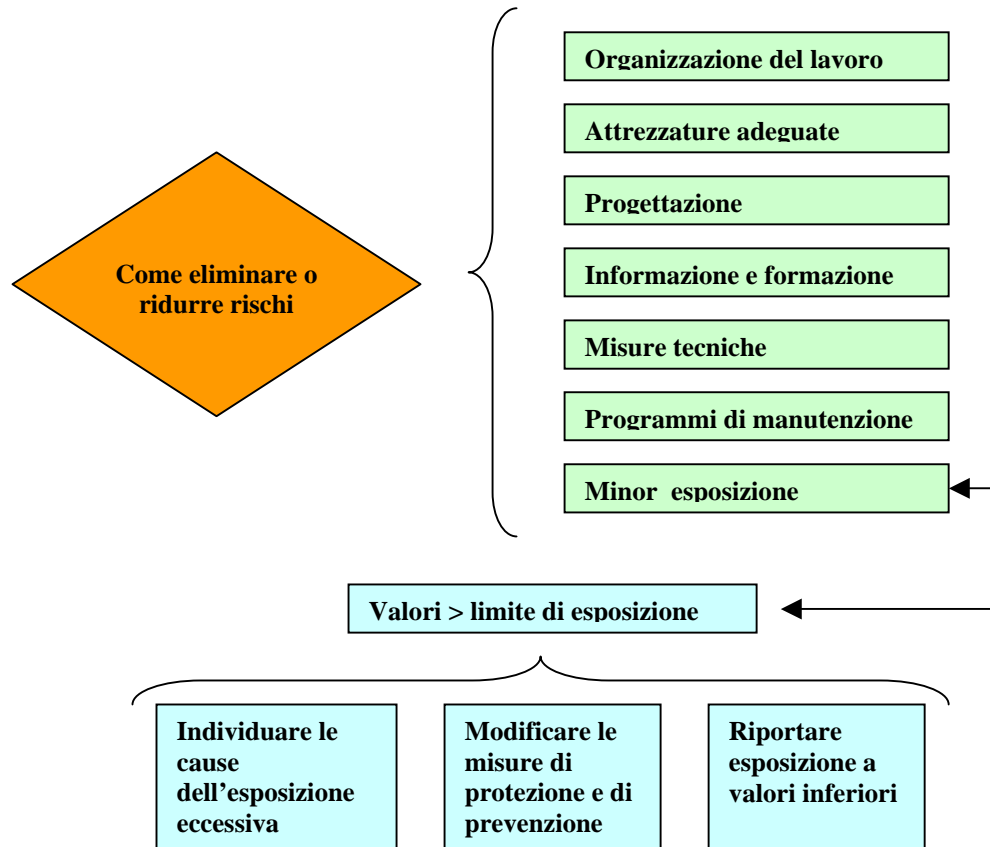 Organizzazione del lavoro
Attrezzature adeguate
Progettazione
Come eliminare o
ridurre rischi
Informazione e formazione
Misure tecniche
Programmi di manutenzione
Minor esposizione
Valori > limite di esposizione
Individuare le
cause
dell'esposizione
eccessiva
Modificare le
misure di
protezione e di
prevenzione
Riportare
esposizione a
valori inferiori